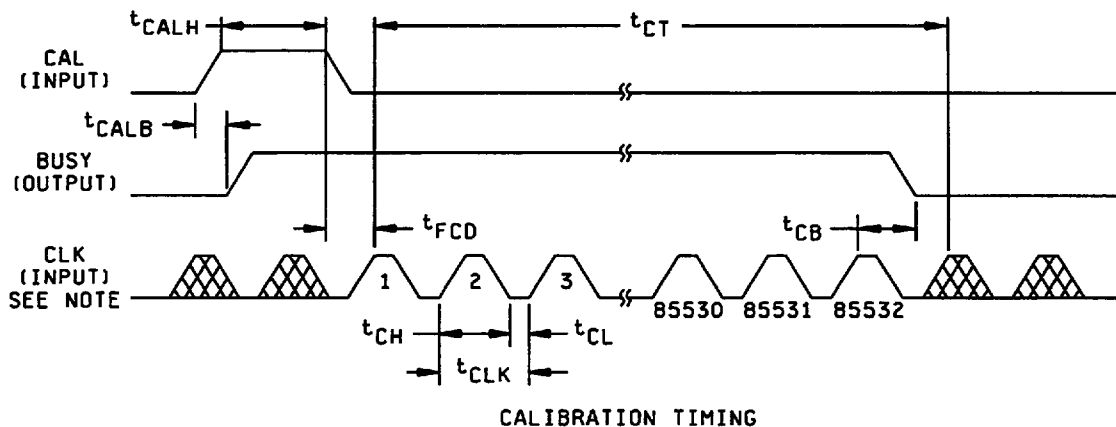 tCALH
tCT
CAL
(INPUT)
tCALB
BUSY
(OUTPUT)
tFCD
tCB
CLK
(INPUT)
SEE NOTE
1
2
3
85530
85531
85532
tCH
tCL
tCLK
CALIBRATION TIMING